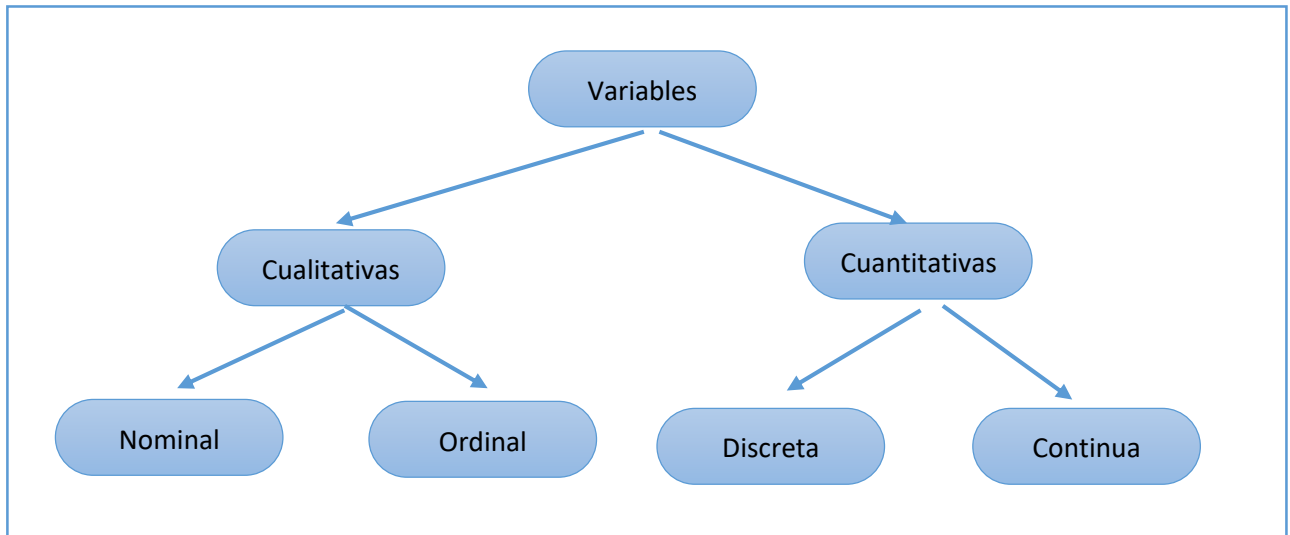 Variables
Cualitativas
Cuantitativas
Nominal
Ordinal
Discreta
Continua